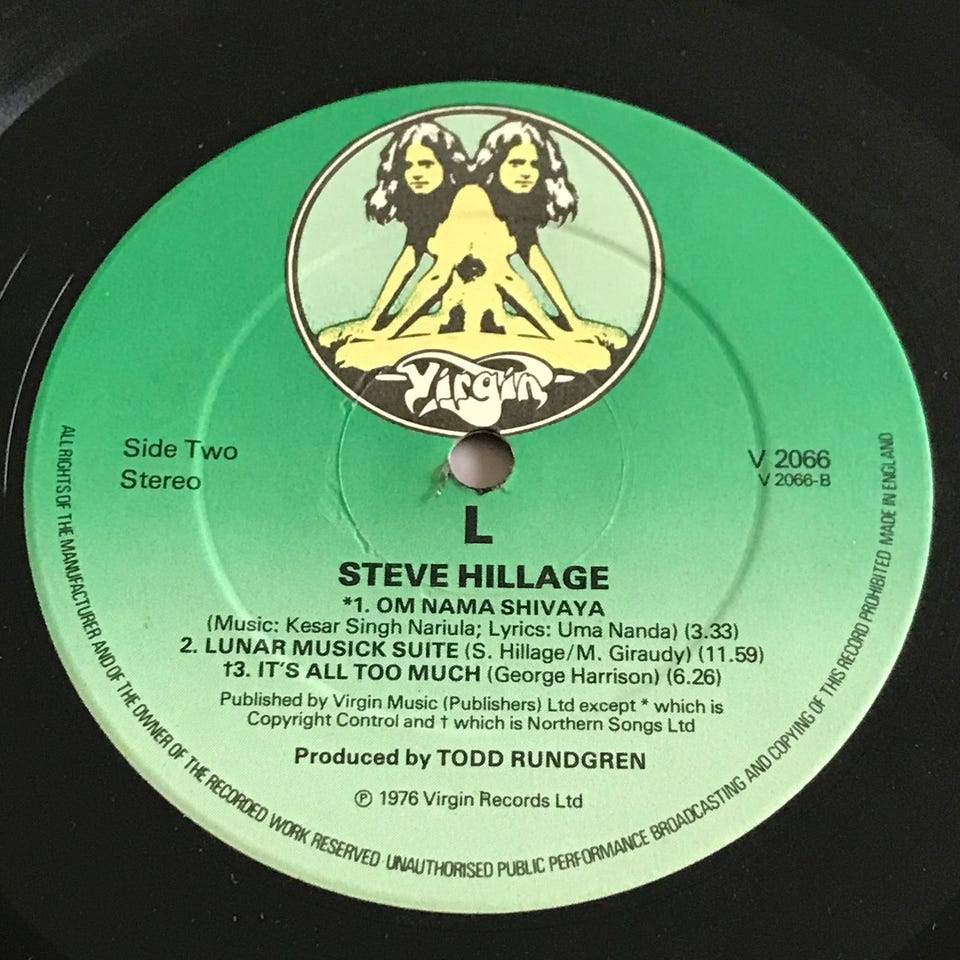 Virgin
Side Two
Stereo
V 2066
V 2066-B
L
STEVE HILLAGE
*1. OM NAMA SHIVAYA
(Music: Kesar Singh Nariula; Lyrics: Uma Nanda) (3.33)
2. LUNAR MUSICK SUITE (S. Hillage/M. Giraudy) (11.59)
†3. IT'S ALL TOO MUCH (George Harrison) (6.26)
Published by Virgin Music (Publishers) Ltd except * which is
Copyright Control and † which is Northern Songs Ltd
Produced by TODD RUNDGREN
℗ 1976 Virgin Records Ltd
ALL RIGHTS OF THE MANUFACTURER AND OF THE OWNER OF THE RECORDED WORK RESERVED · UNAUTHORISED PUBLIC PERFORMANCE BROADCASTING AND COPYING OF THIS RECORD PROHIBITED MADE IN ENGLAND